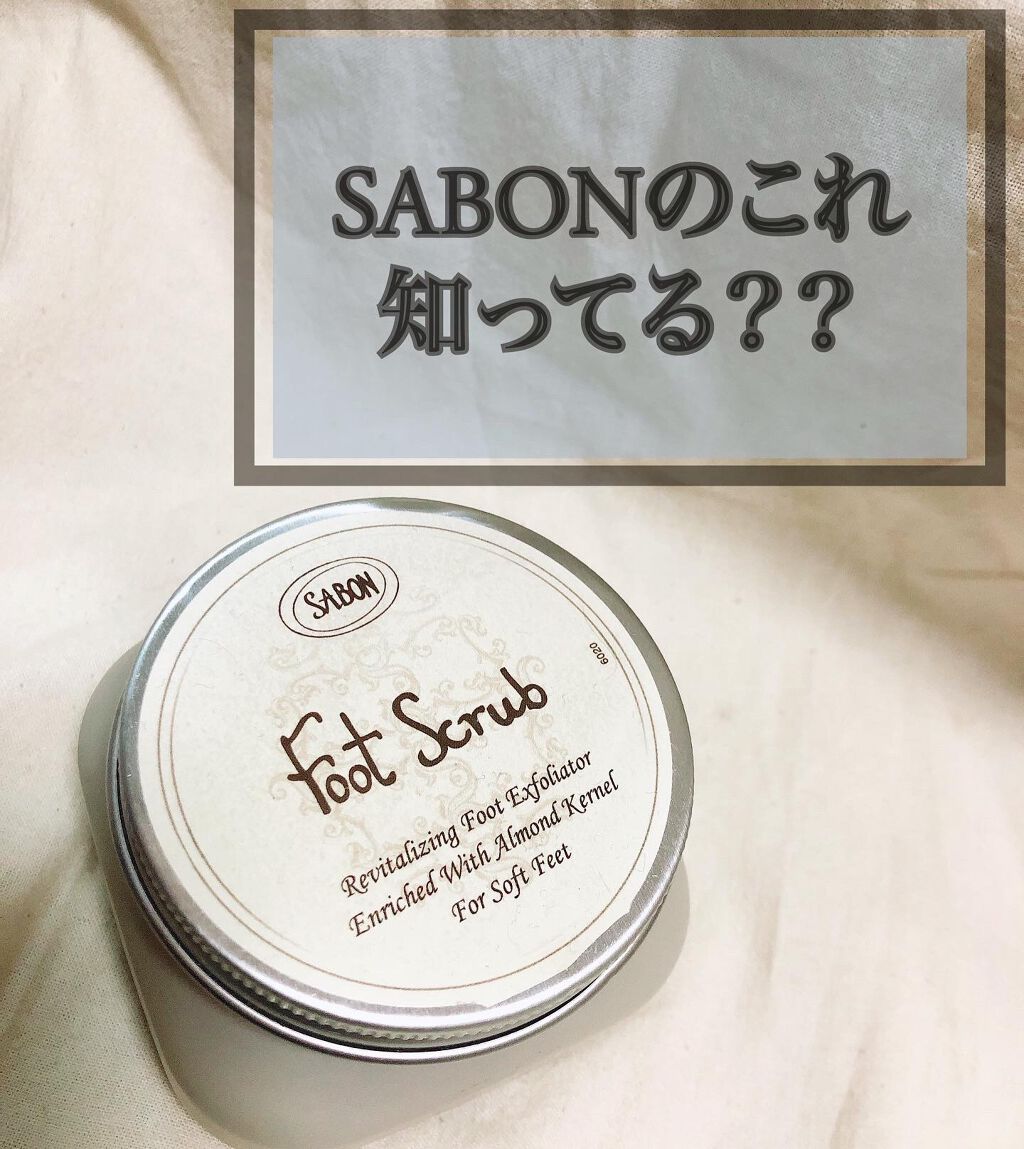 SABONのこれ
知ってる??
SABON
6020
Foot Scrub
Revitalizing Foot Exfoliator
Enriched With Almond Kernel
For Soft Feet